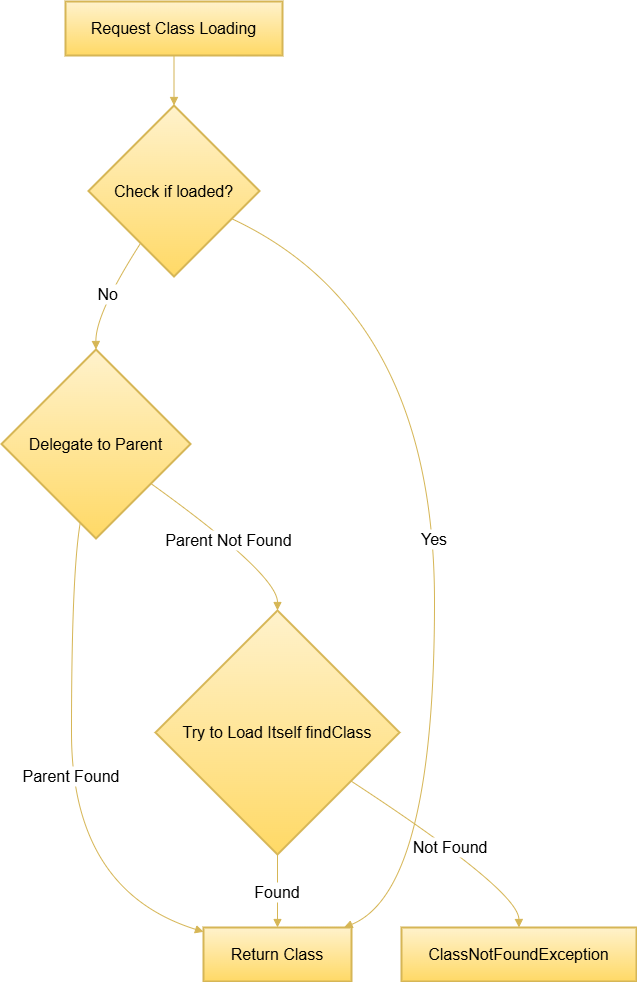 Request Class Loading
Check if loaded?
No
Delegate to Parent
Parent Not Found
Yes
Try to Load Itself findClass
Parent Found
Not Found
Found
Return Class
ClassNotFoundException